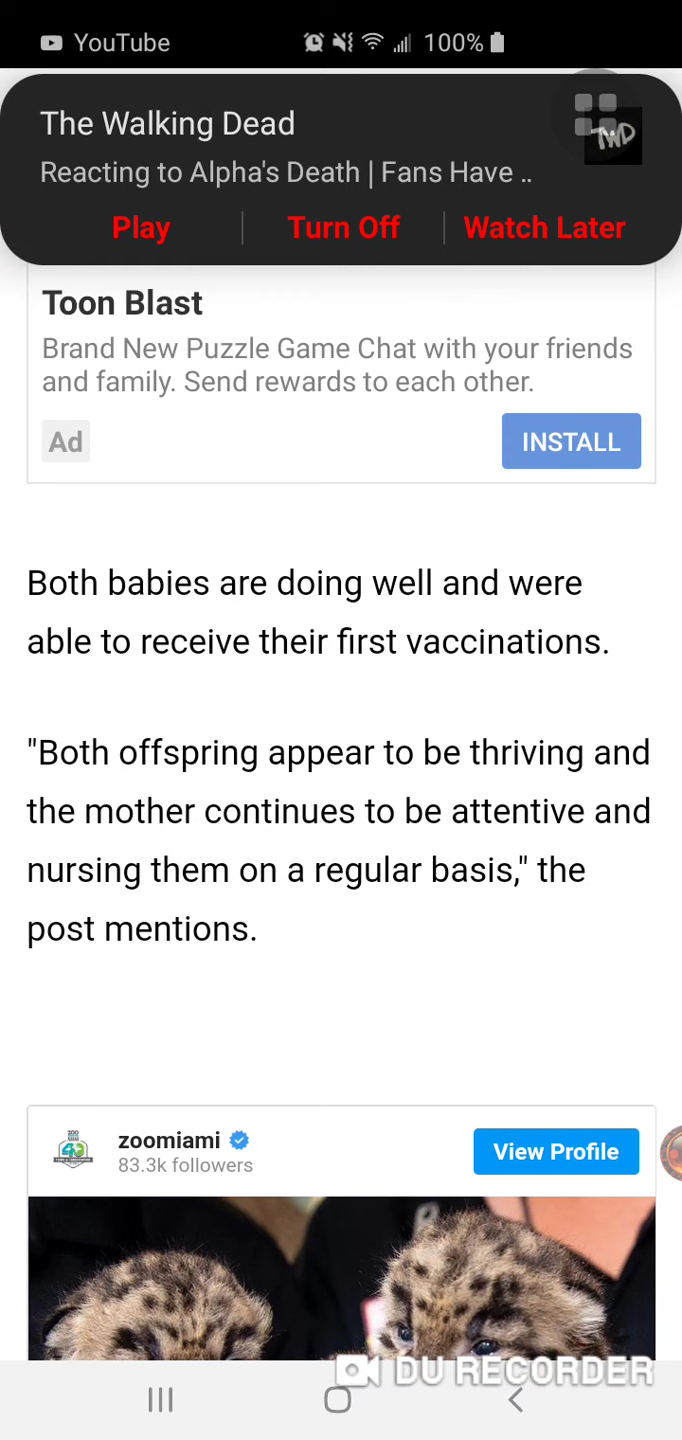 YouTube 100%
The Walking Dead
TWD
Reacting to Alpha's Death | Fans Have ..
Play Turn Off Watch Later
Toon Blast
Brand New Puzzle Game Chat with your friends
and family. Send rewards to each other.
Ad INSTALL
Both babies are doing well and were
able to receive their first vaccinations.
"Both offspring appear to be thriving and
the mother continues to be attentive and
nursing them on a regular basis," the
post mentions.
zoomiami View Profile
83.3k followers
DU RECORDER